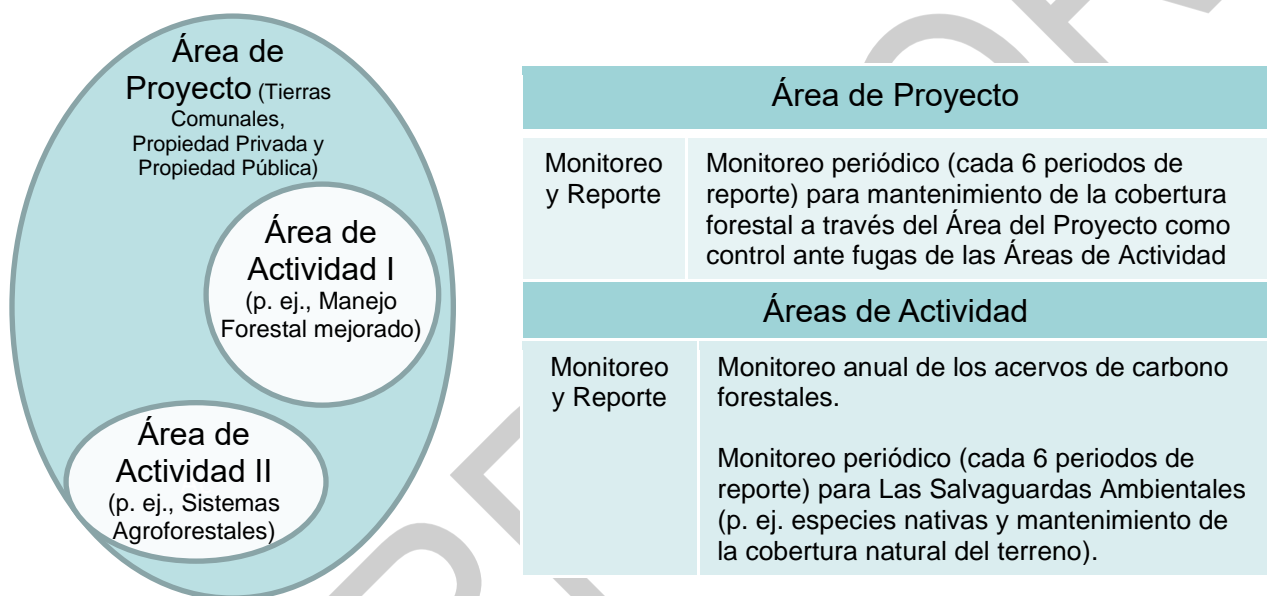 Área de
Proyecto (Tierras
Comunales,
Propiedad Privada y
Propiedad Pública)
Área de
Actividad I
(p. ej., Manejo
Forestal mejorado)
Área de
Actividad II
(p. ej., Sistemas
Agroforestales)
Área de Proyecto
Monitoreo
y Reporte
Monitoreo periódico (cada 6 periodos de
reporte) para mantenimiento de la cobertura
forestal a través del Área del Proyecto como
control ante fugas de las Áreas de Actividad
Áreas de Actividad
Monitoreo
y Reporte
Monitoreo anual de los acervos de carbono
forestales.
Monitoreo periódico (cada 6 periodos de
reporte) para Las Salvaguardas Ambientales
(p. ej. especies nativas y mantenimiento de
la cobertura natural del terreno).